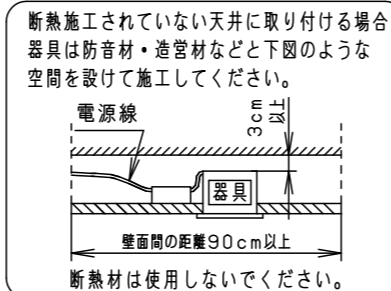 断熱施工されていない天井に取り付ける場合
器具は防音材・造営材などと下図のような
空間を設けて施工してください。
電源線
3cm
以上
器具
壁面間の距離90cm以上
断熱材は使用しないでください。